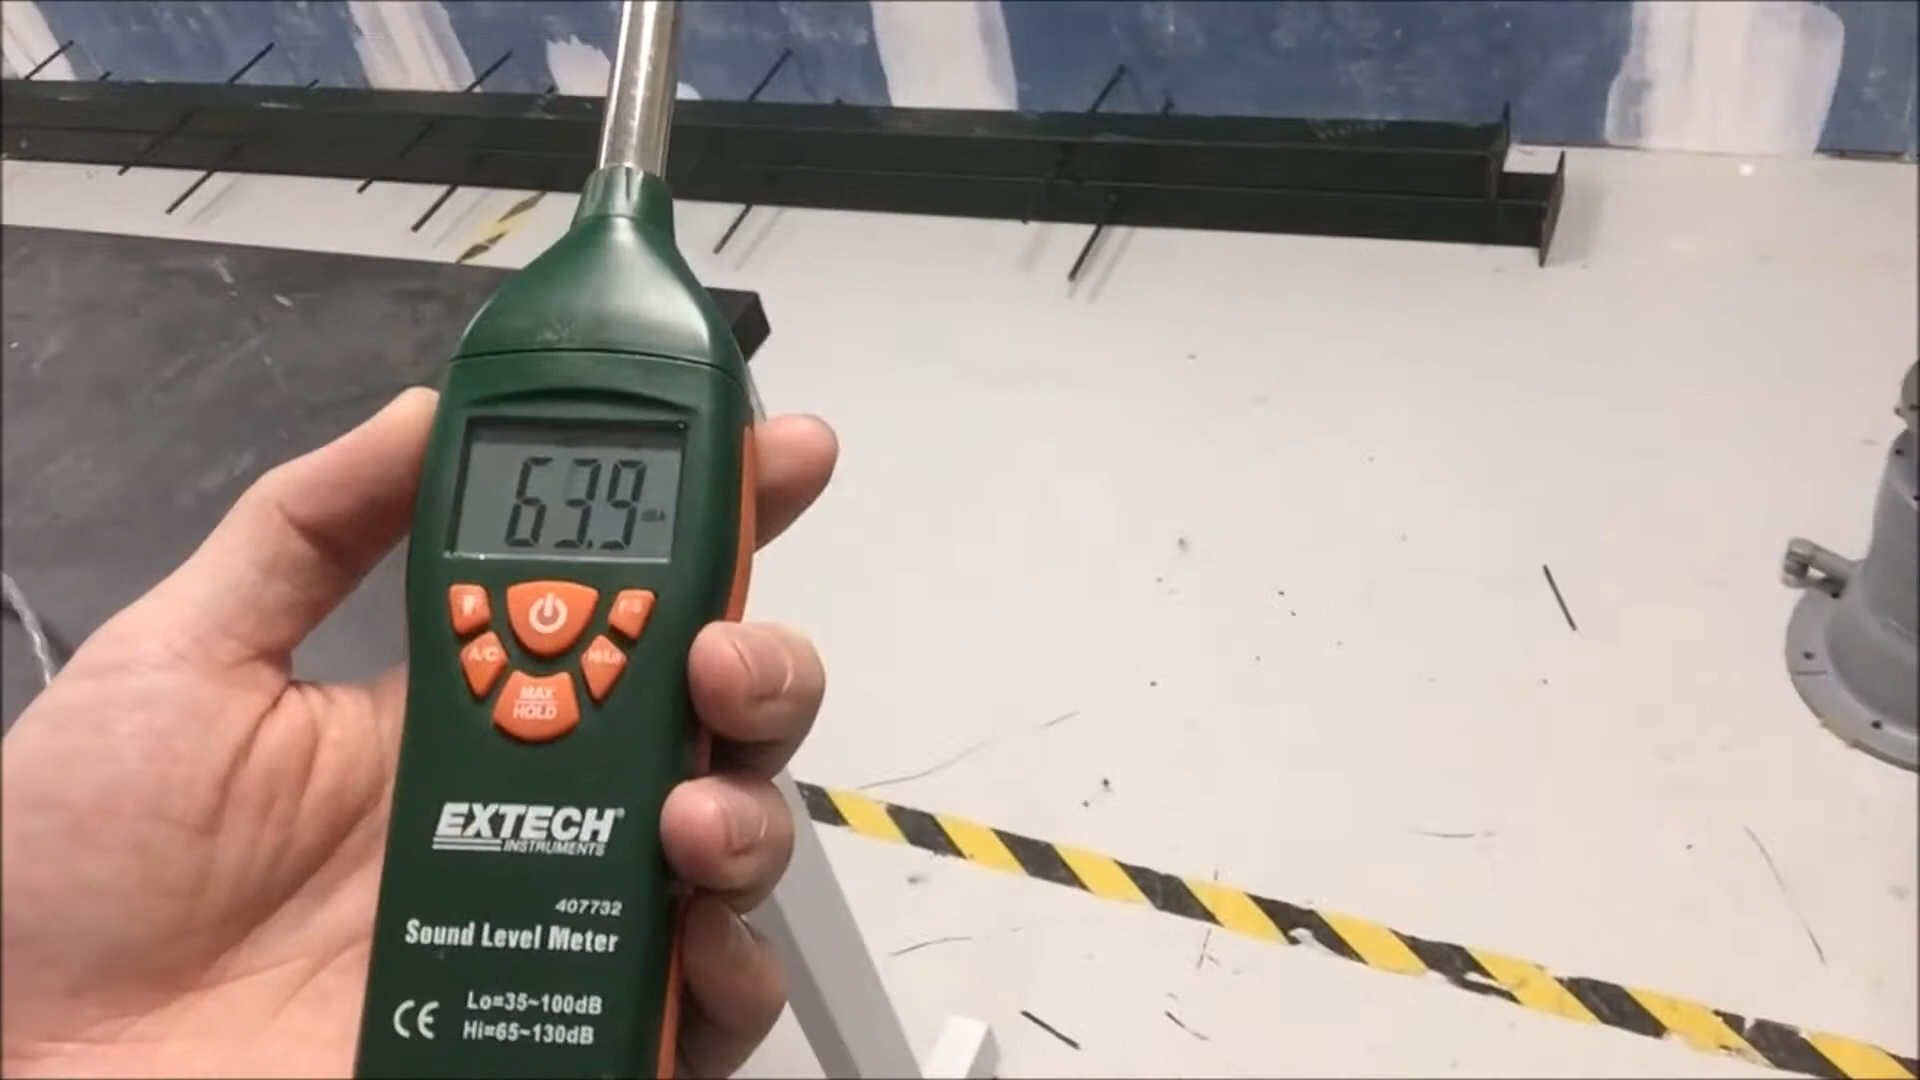 63.9
dBA
F/S
A/C
Hi/Lo
MAX
HOLD
EXTECH®
INSTRUMENTS
407732
Sound Level Meter
CE
Lo=35~100dB
Hi=65~130dB